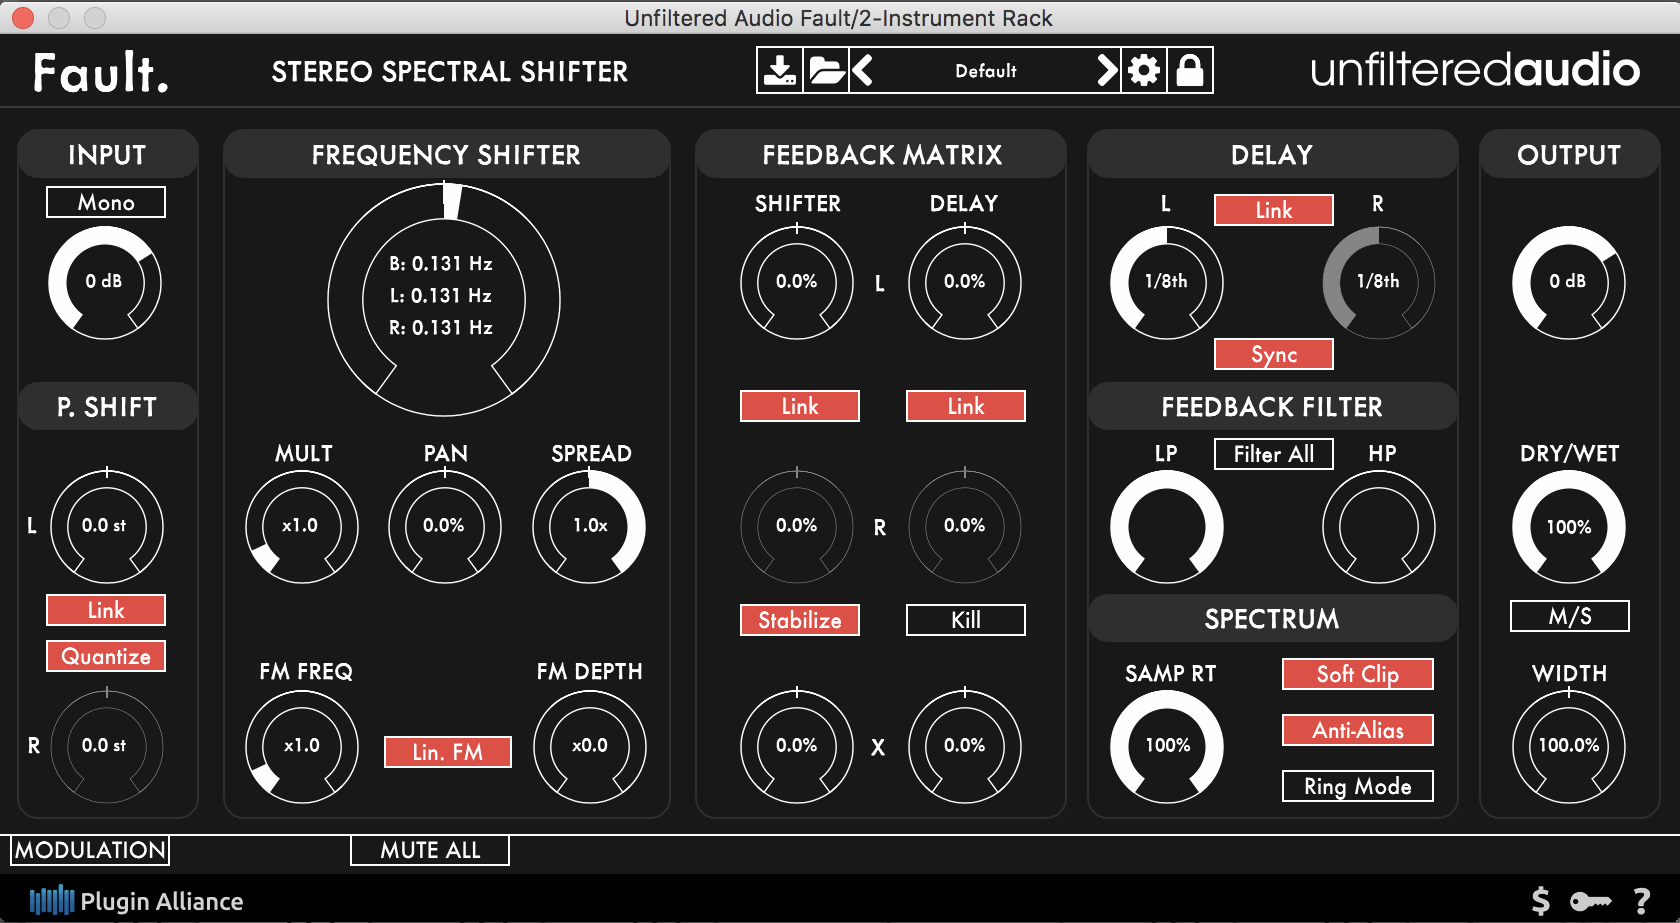 Unfiltered Audio Fault/2-Instrument Rack
Fault.
STEREO SPECTRAL SHIFTER
Default
unfilteredaudio
INPUT
Mono
0 dB
P. SHIFT
L
0.0 st
Link
Quantize
R
0.0 st
FREQUENCY SHIFTER
B: 0.131 Hz
L: 0.131 Hz
R: 0.131 Hz
MULT
PAN
SPREAD
x1.0
0.0%
1.0x
FM FREQ
FM DEPTH
x1.0
Lin. FM
x0.0
FEEDBACK MATRIX
SHIFTER
DELAY
0.0%
L
0.0%
Link
Link
0.0%
R
0.0%
Stabilize
Kill
0.0%
X
0.0%
DELAY
L
Link
R
1/8th
1/8th
Sync
FEEDBACK FILTER
LP
Filter All
HP
SPECTRUM
SAMP RT
100%
Soft Clip
Anti-Alias
Ring Mode
OUTPUT
0 dB
DRY/WET
100%
M/S
WIDTH
100.0%
MODULATION
MUTE ALL
Plugin Alliance
$
?